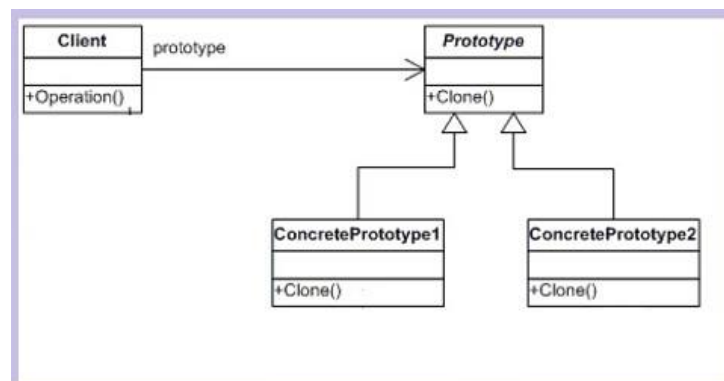 Client
prototype
Prototype
+Operation()
+Clone()
ConcretePrototype1
ConcretePrototype2
+Clone()
+Clone()